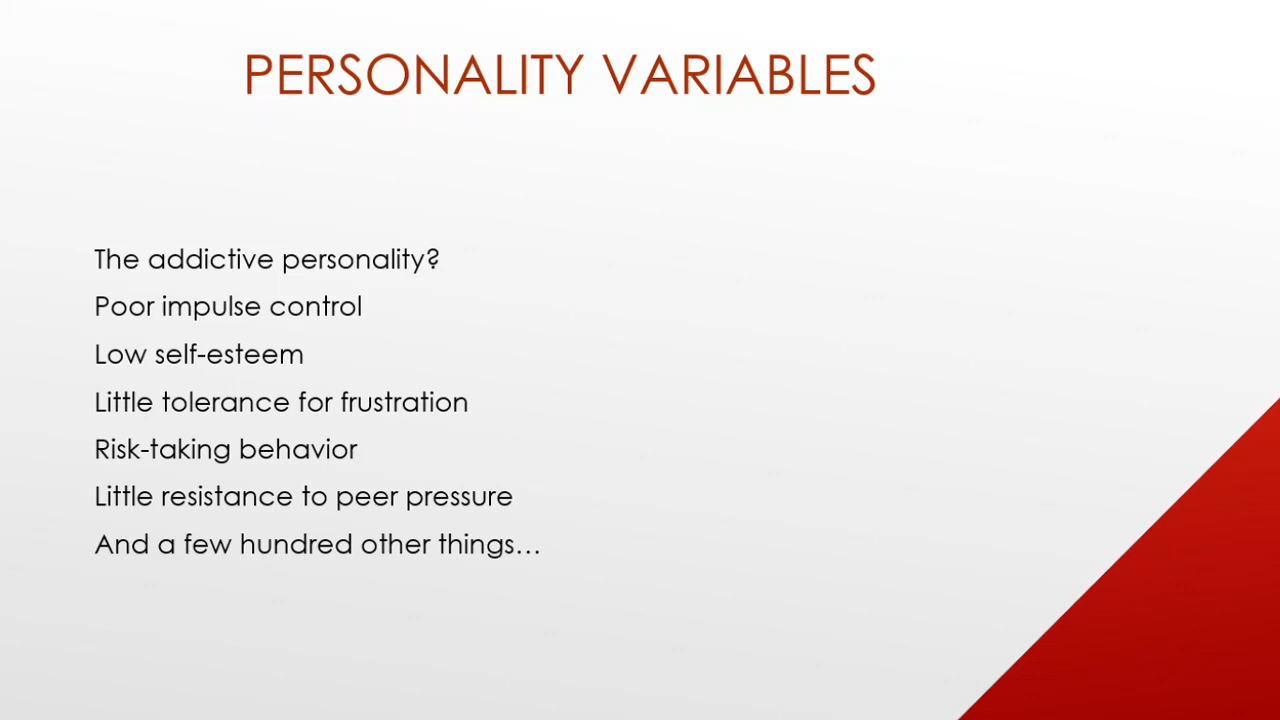 PERSONALITY VARIABLES
The addictive personality?
Poor impulse control
Low self-esteem
Little tolerance for frustration
Risk-taking behavior
Little resistance to peer pressure
And a few hundred other things…